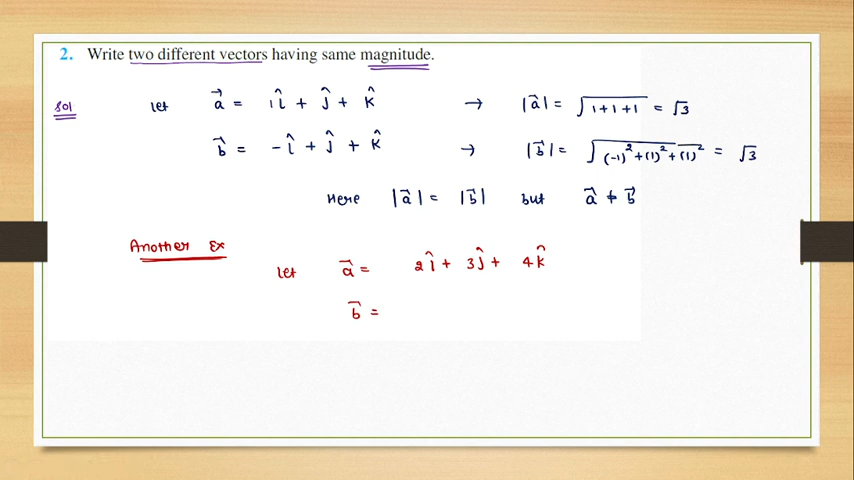 2. Write two different vectors having same magnitude.
Sol let a⃗ = 1î + ĵ + k̂ → |a⃗| = √1+1+1 = √3
b⃗ = -î + ĵ + k̂ → |b⃗| = √(-1)²+(1)²+(1)² = √3
Here |a⃗| = |b⃗| but a⃗ ≠ b⃗
Another Ex
let a⃗ = 2î + 3ĵ + 4k̂
b⃗ =